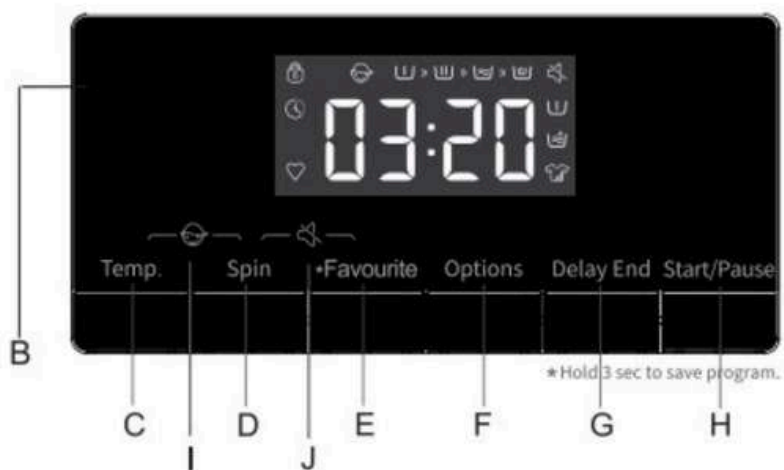 03:20
Temp. Spin *Favourite Options Delay End Start/Pause
*Hold 3 sec to save program.
B C D E F G H
I J